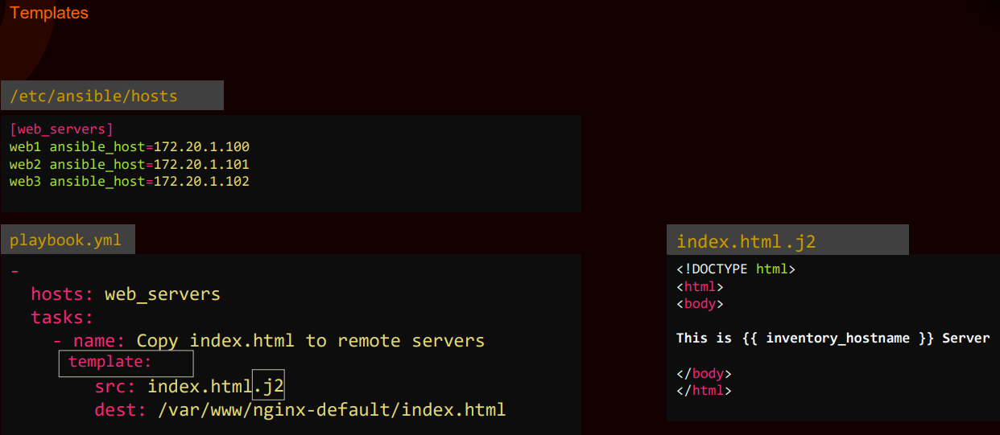 Templates
/etc/ansible/hosts
[web_servers]
web1 ansible_host=172.20.1.100
web2 ansible_host=172.20.1.101
web3 ansible_host=172.20.1.102
playbook.yml
-
hosts: web_servers
tasks:
- name: Copy index.html to remote servers
template:
src: index.html.j2
dest: /var/www/nginx-default/index.html
index.html.j2
<!DOCTYPE html>
<html>
<body>
This is {{ inventory_hostname }} Server
</body>
</html>